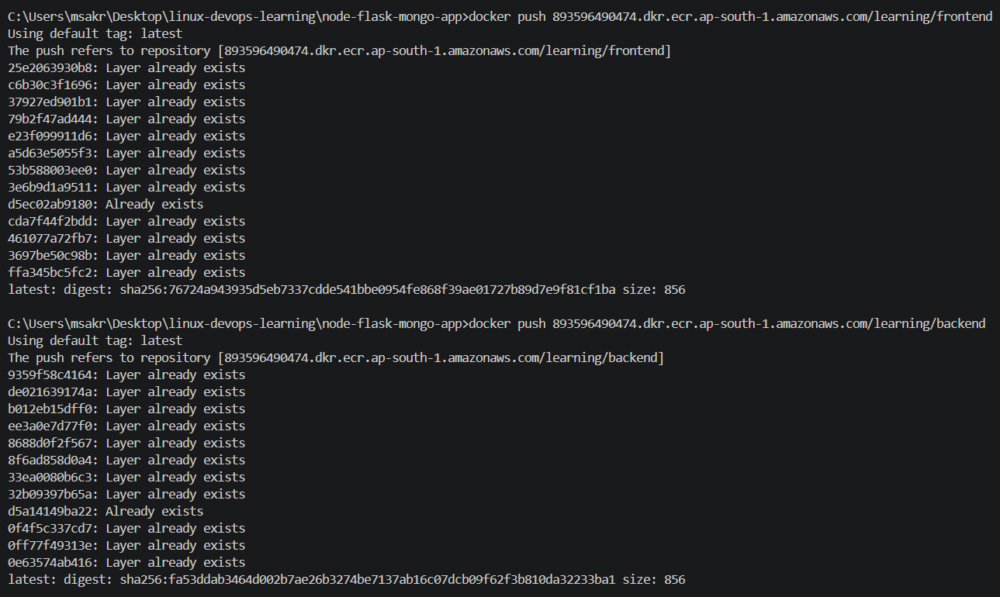 C:\Users\msakr\Desktop\linux-devops-learning\node-flask-mongo-app>docker push 893596490474.dkr.ecr.ap-south-1.amazonaws.com/learning/frontend
Using default tag: latest
The push refers to repository [893596490474.dkr.ecr.ap-south-1.amazonaws.com/learning/frontend]
25e2063930b8: Layer already exists
c6b30c3f1696: Layer already exists
37927ed901b1: Layer already exists
79b2f47ad444: Layer already exists
e23f099911d6: Layer already exists
a5d63e5055f3: Layer already exists
53b588003ee0: Layer already exists
3e6b9d1a9511: Layer already exists
d5ec02ab9180: Already exists
cda7f44f2bdd: Layer already exists
461077a72fb7: Layer already exists
3697be50c98b: Layer already exists
ffa345bc5fc2: Layer already exists
latest: digest: sha256:76724a943935d5eb7337cdde541bbe0954fe868f39ae01727b89d7e9f81cf1ba size: 856
C:\Users\msakr\Desktop\linux-devops-learning\node-flask-mongo-app>docker push 893596490474.dkr.ecr.ap-south-1.amazonaws.com/learning/backend
Using default tag: latest
The push refers to repository [893596490474.dkr.ecr.ap-south-1.amazonaws.com/learning/backend]
9359f58c4164: Layer already exists
de021639174a: Layer already exists
b012eb15dff0: Layer already exists
ee3a0e7d77f0: Layer already exists
8688d0f2f567: Layer already exists
8f6ad858d0a4: Layer already exists
33ea0080b6c3: Layer already exists
32b09397b65a: Layer already exists
d5a14149ba22: Already exists
0f4f5c337cd7: Layer already exists
0ff77f49313e: Layer already exists
0e63574ab416: Layer already exists
latest: digest: sha256:fa53ddab3464d002b7ae26b3274be7137ab16c07dcb09f62f3b810da32233ba1 size: 856